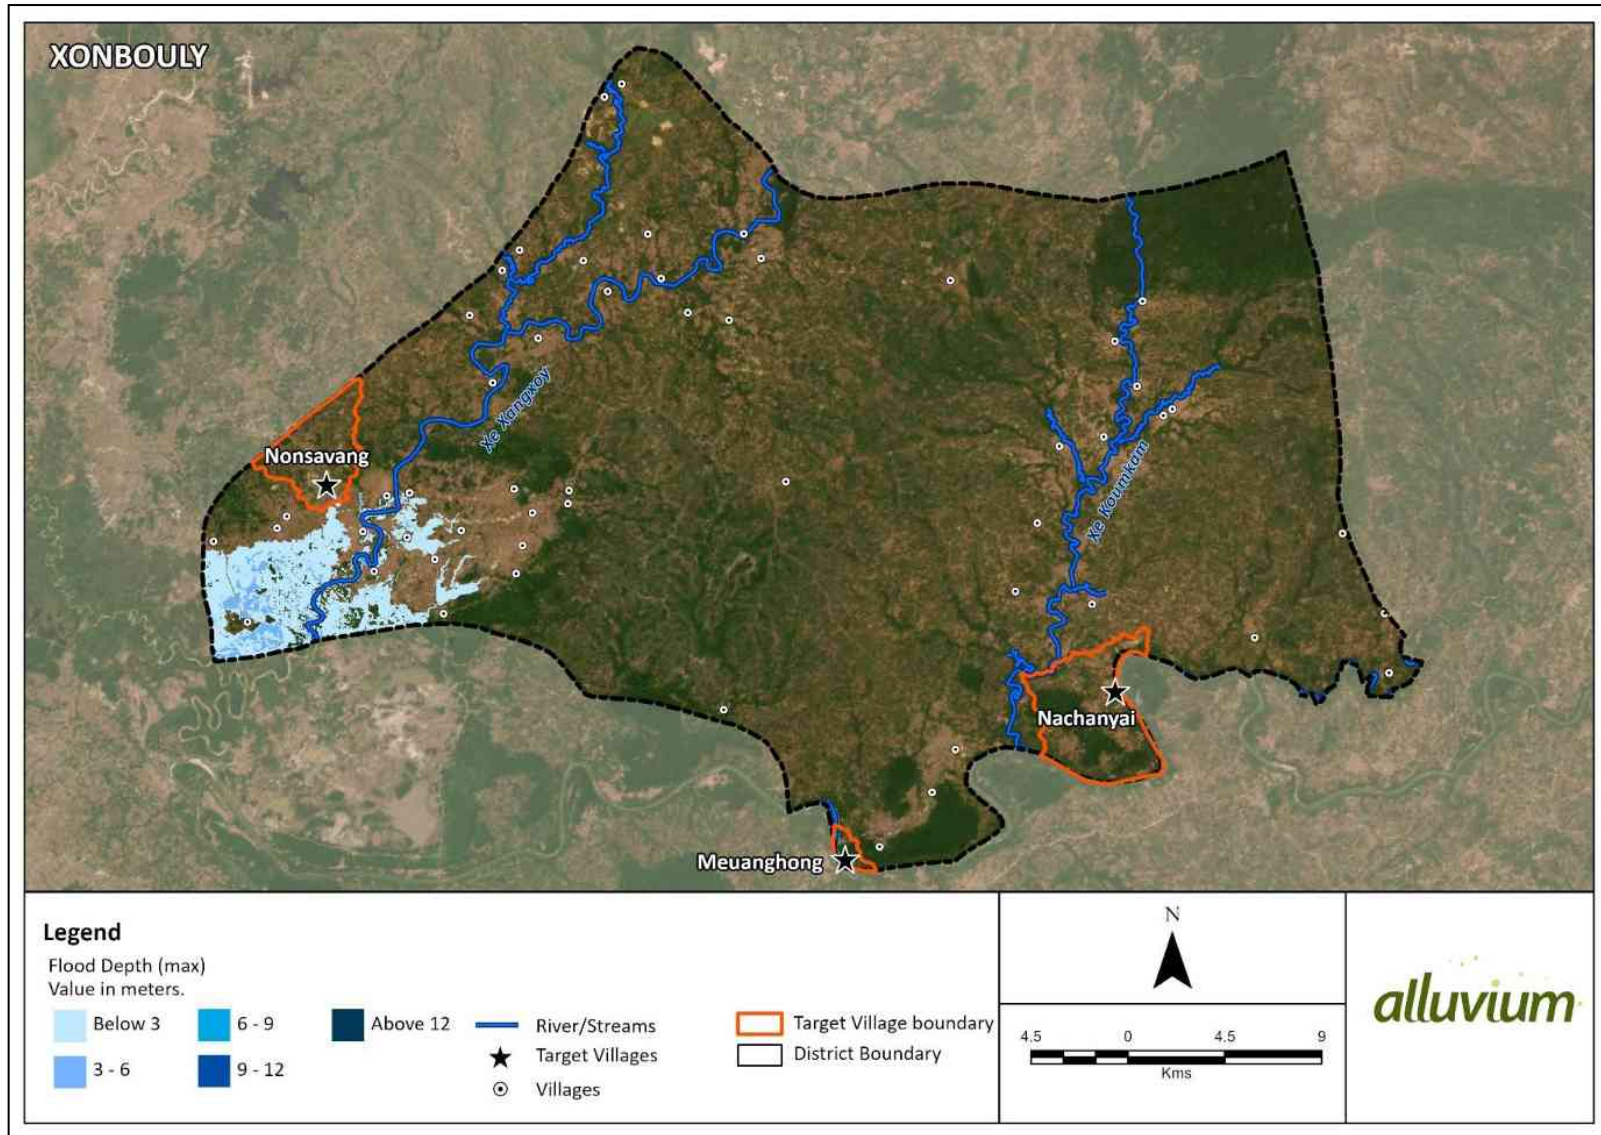 XONBOULY
Xe Xangxoy
Nonsavang
Xe Koumkam
Nachanyai
Meuanghong
Legend
Flood Depth (max)
Value in meters.
Below 3
3 - 6
6 - 9
9 - 12
Above 12
River/Streams
Target Villages
Villages
Target Village boundary
District Boundary
N
4.5 0 4.5 9
Kms
alluvium